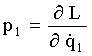 p₁ = ∂ L / ∂ q̇₁